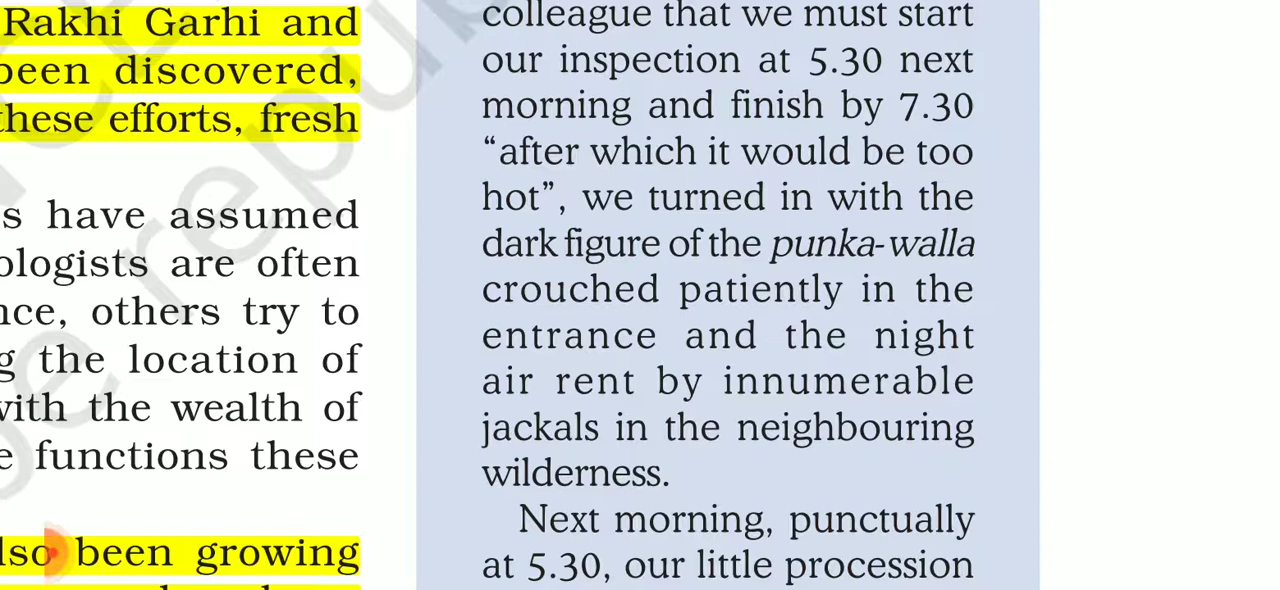 Rakhi Garhi and
been discovered,
these efforts, fresh
s have assumed
ologists are often
nce, others try to
g the location of
with the wealth of
e functions these
lso been growing
colleague that we must start
our inspection at 5.30 next
morning and finish by 7.30
“after which it would be too
hot”, we turned in with the
dark figure of the punka-walla
crouched patiently in the
entrance and the night
air rent by innumerable
jackals in the neighbouring
wilderness.
Next morning, punctually
at 5.30, our little procession